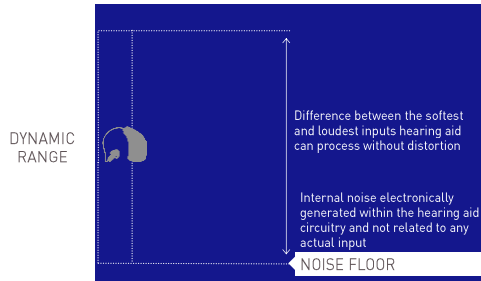 DYNAMIC
RANGE
Difference between the softest
and loudest inputs hearing aid
can process without distortion
Internal noise electronically
generated within the hearing aid
circuitry and not related to any
actual input
NOISE FLOOR